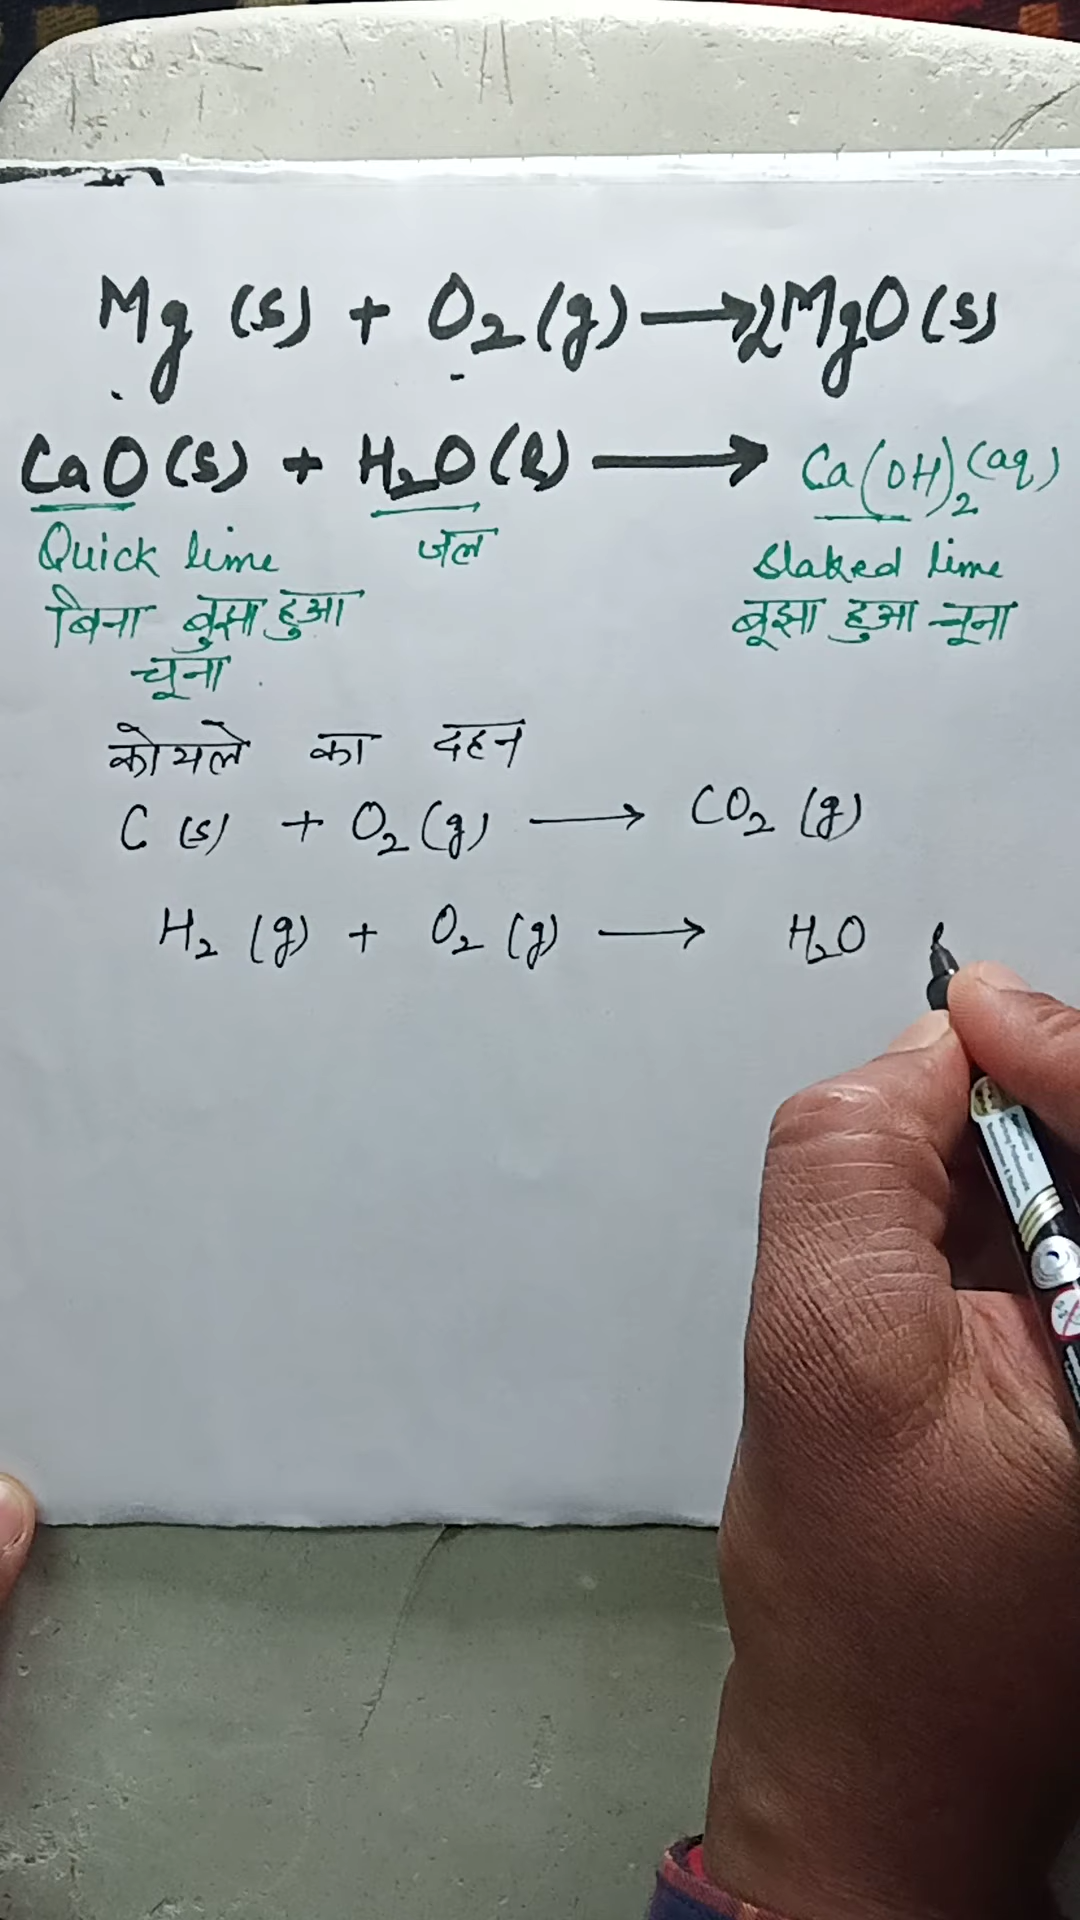 Mg (s) + O₂ (g) → 2MgO (s)
CaO (s) + H₂O (l) → Ca(OH)₂ (aq)
Quick lime जल Slaked lime
बिना बुझा हुआ बूझा हुआ चूना
चूना
कोयले का दहन
C (s) + O₂ (g) → CO₂ (g)
H₂ (g) + O₂ (g) → H₂O